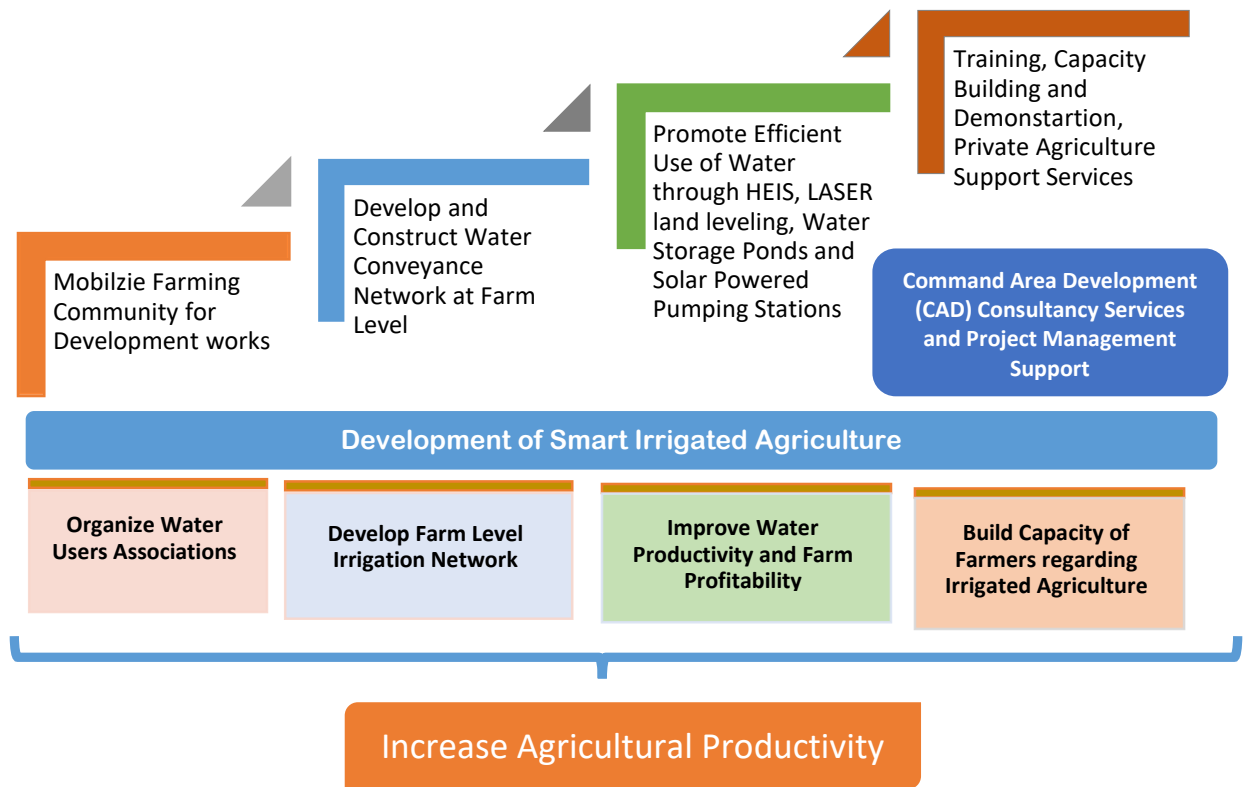 Mobilzie Farming
Community for
Development works
Develop and
Construct Water
Conveyance
Network at Farm
Level
Promote Efficient
Use of Water
through HEIS, LASER
land leveling, Water
Storage Ponds and
Solar Powered
Pumping Stations
Training, Capacity
Building and
Demonstartion,
Private Agriculture
Support Services
Command Area Development
(CAD) Consultancy Services
and Project Management
Support
Development of Smart Irrigated Agriculture
Organize Water
Users Associations
Develop Farm Level
Irrigation Network
Improve Water
Productivity and Farm
Profitability
Build Capacity of
Farmers regarding
Irrigated Agriculture
Increase Agricultural Productivity